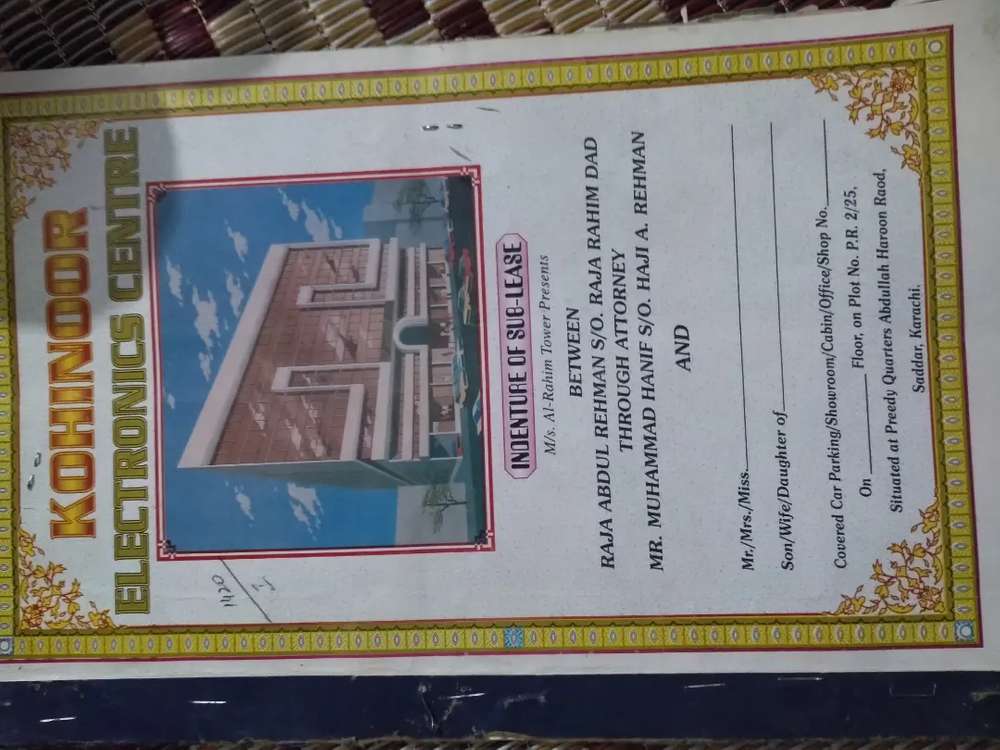 KOHINOOR
ELECTRONICS CENTRE
1420
I
INDENTURE OF SUB-LEASE
M/s. Al-Rahim Tower Presents
BETWEEN
RAJA ABDUL REHMAN S/O. RAJA RAHIM DAD
THROUGH ATTORNEY
MR. MUHAMMAD HANIF S/O. HAJI A. REHMAN
AND
Mr./Mrs./Miss.
Son/Wife/Daughter of
Covered Car Parking/Showroom/Cabin/Office/Shop No.
On Floor, on Plot No. P.R. 2/25,
Situated at Preedy Quarters Abdullah Haroon Raod,
Saddar, Karachi.